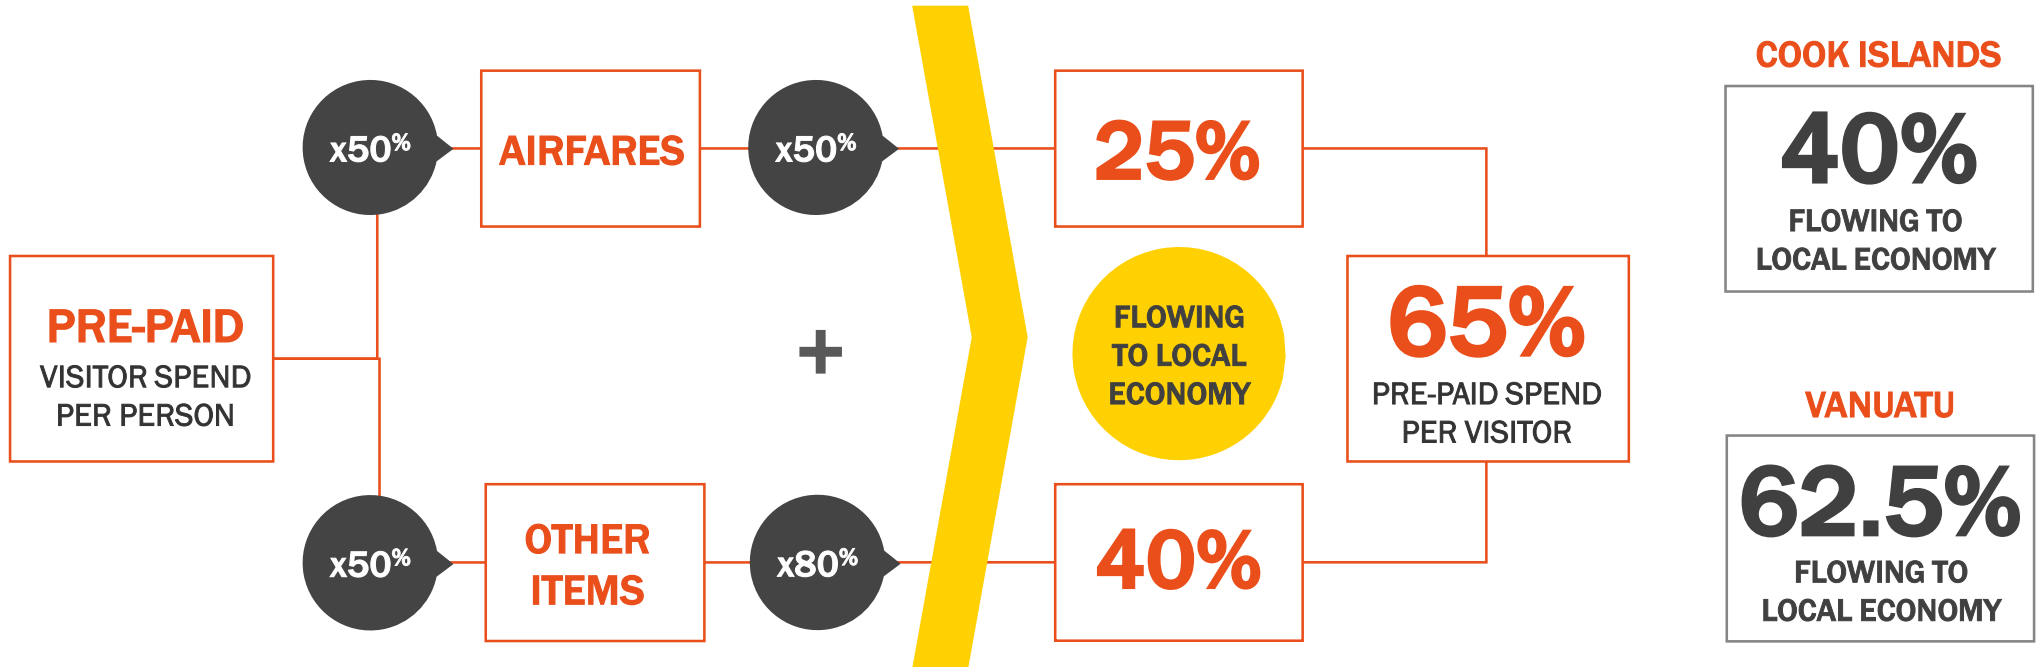 PRE-PAID
VISITOR SPEND
PER PERSON
x50%
AIRFARES
x50%
25%
+
x50%
OTHER
ITEMS
x80%
40%
FLOWING
TO LOCAL
ECONOMY
65%
PRE-PAID SPEND
PER VISITOR
COOK ISLANDS
40%
FLOWING TO
LOCAL ECONOMY
VANUATU
62.5%
FLOWING TO
LOCAL ECONOMY